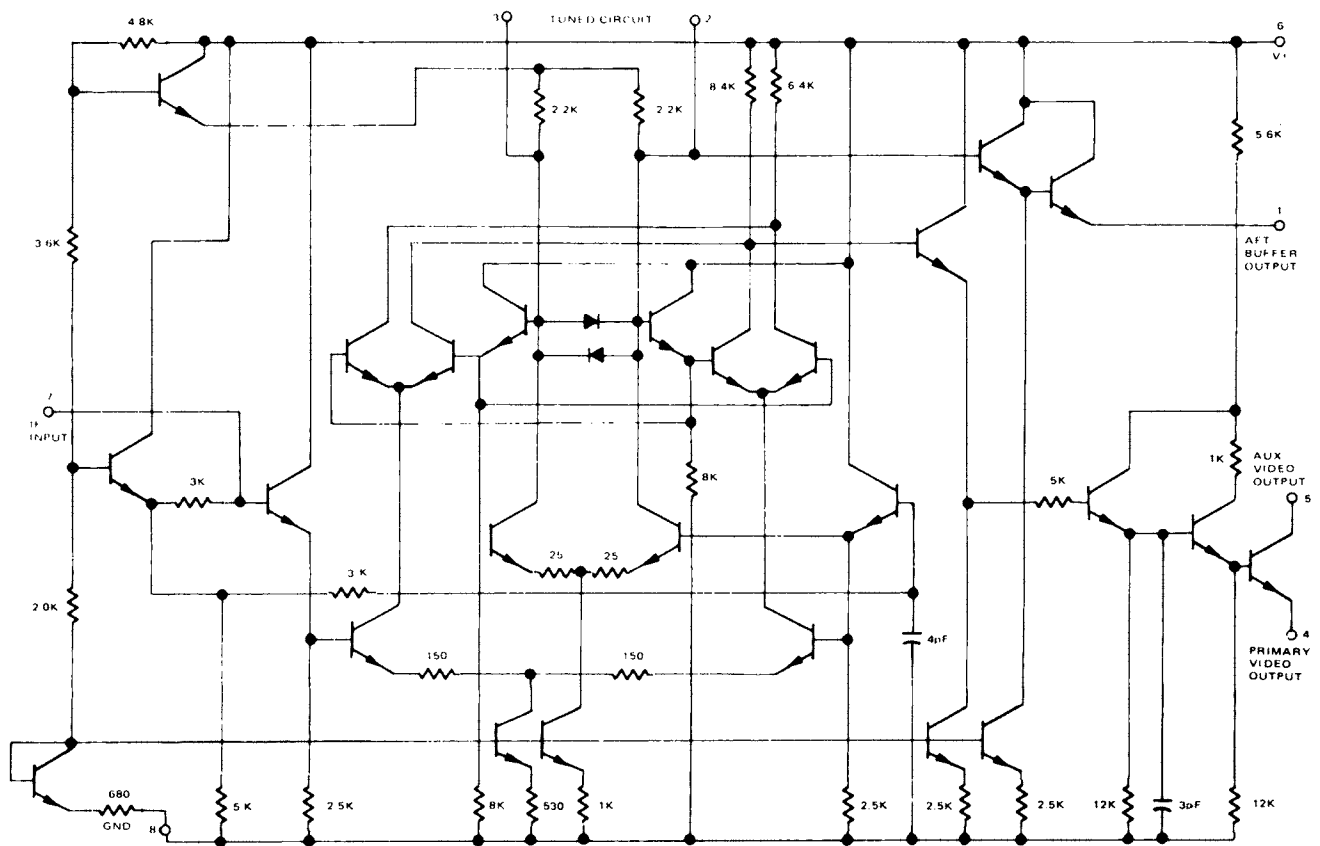 4.8K
3
TUNED CIRCUIT
2
6
V+
2.2K
2.2K
8.4K
6.4K
5.6K
3.6K
1
AFT
BUFFER
OUTPUT
7
IF
INPUT
3K
8K
5K
1K
AUX
VIDEO
OUTPUT
5
25
25
3K
2.0K
4pF
150
150
4
PRIMARY
VIDEO
OUTPUT
680
GND
8
5K
2.5K
8K
530
1K
2.5K
2.5K
2.5K
12K
3pF
12K